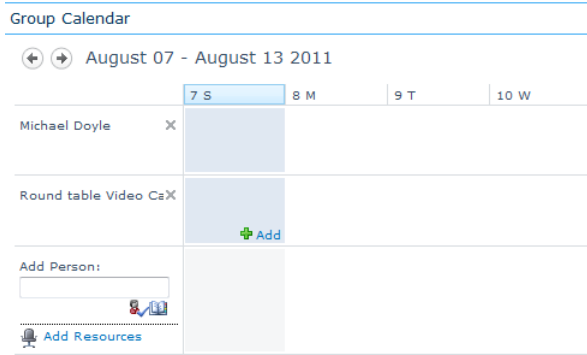 Group Calendar
August 07 - August 13 2011
7 S 8 M 9 T 10 W
Michael Doyle
Round table Video Ca
Add
Add Person:
Add Resources